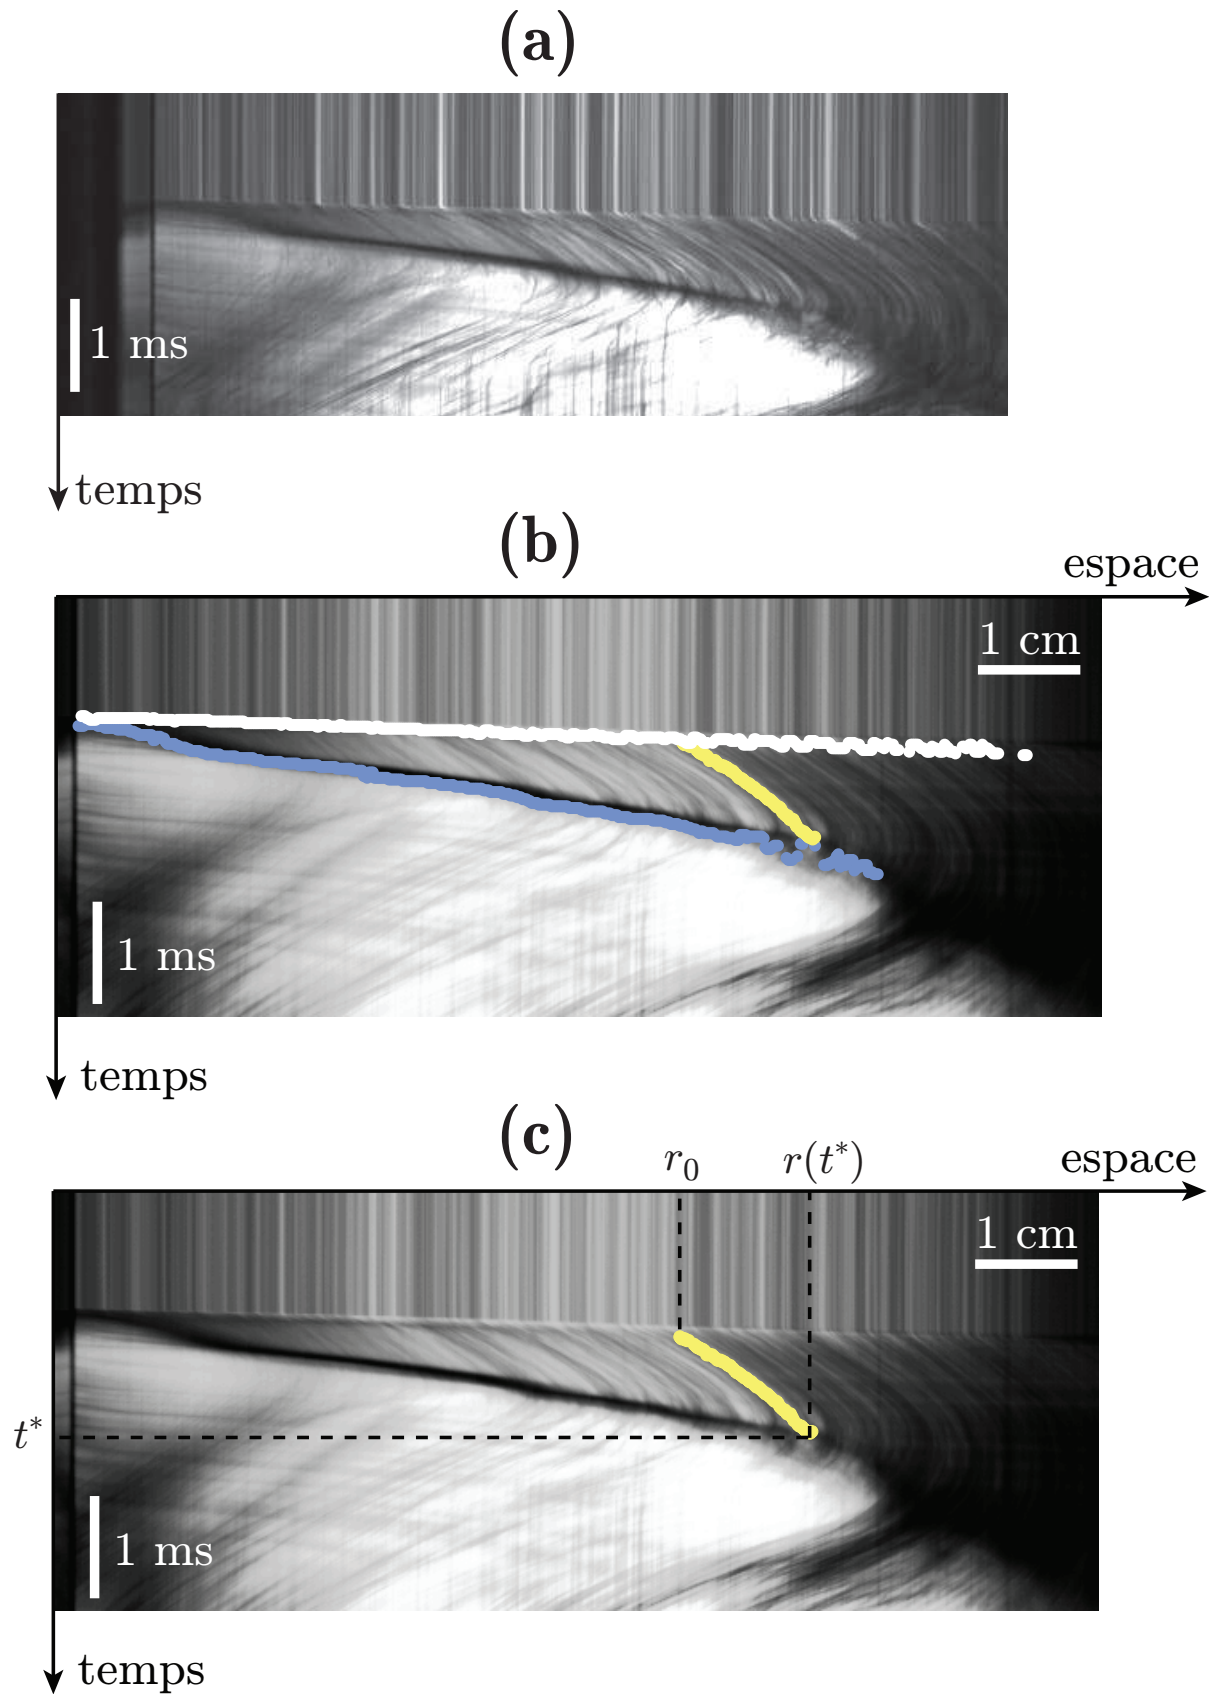 (a)
1 ms
temps
(b)
espace
1 cm
1 ms
temps
(c)
r₀ r(t*) espace
1 cm
t*
1 ms
temps